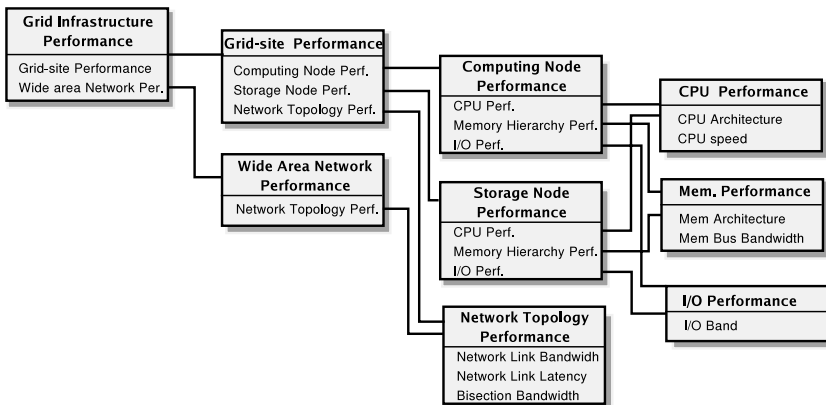 Grid Infrastructure
Performance
Grid-site Performance
Wide area Network Per.
Grid-site Performance
Computing Node Perf.
Storage Node Perf.
Network Topology Perf.
Wide Area Network
Performance
Network Topology Perf.
Computing Node
Performance
CPU Perf.
Memory Hierarchy Perf.
I/O Perf.
Storage Node
Performance
CPU Perf.
Memory Hierarchy Perf.
I/O Perf.
Network Topology
Performance
Network Link Bandwidh
Network Link Latency
Bisection Bandwidth
CPU Performance
CPU Architecture
CPU speed
Mem. Performance
Mem Architecture
Mem Bus Bandwidth
I/O Performance
I/O Band